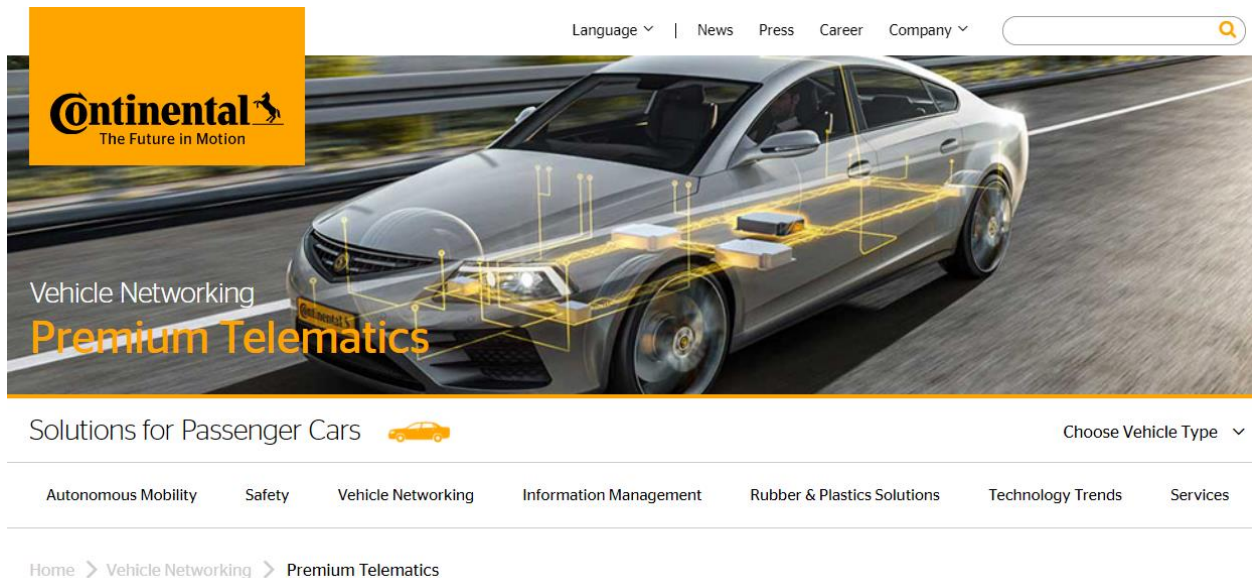 Language | News Press Career Company
Continental
The Future in Motion
Vehicle Networking
Premium Telematics
Continental
Solutions for Passenger Cars
Choose Vehicle Type
Autonomous Mobility Safety Vehicle Networking Information Management Rubber & Plastics Solutions Technology Trends Services
Home > Vehicle Networking > Premium Telematics